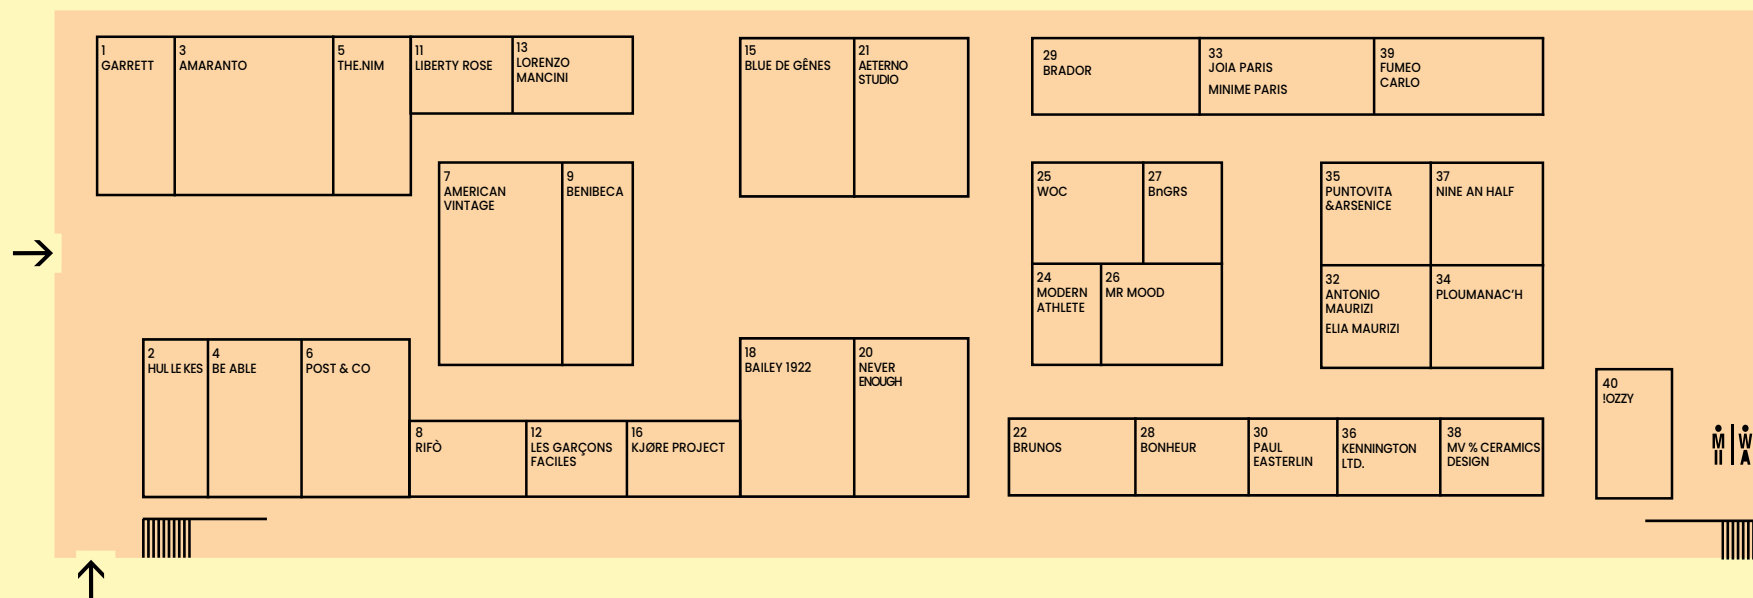 1
GARRETT
3
AMARANTO
5
THE.NIM
11
LIBERTY ROSE
13
LORENZO
MANCINI
15
BLUE DE GÊNES
21
AETERNO
STUDIO
29
BRADOR
33
JOIA PARIS
MINIME PARIS
39
FUMEO
CARLO
7
AMERICAN
VINTAGE
9
BENIBECA
25
WOC
27
BnGRS
35
PUNTOVITA
&ARSENICE
37
NINE AN HALF
24
MODERN
ATHLETE
26
MR MOOD
32
ANTONIO
MAURIZI
ELIA MAURIZI
34
PLOUMANAC'H
2
HUL LE KES
4
BE ABLE
6
POST & CO
18
BAILEY 1922
20
NEVER
ENOUGH
40
!OZZY
8
RIFÒ
12
LES GARÇONS
FACILES
16
KJØRE PROJECT
22
BRUNOS
28
BONHEUR
30
PAUL
EASTERLIN
36
KENNINGTON
LTD.
38
MV % CERAMICS
DESIGN